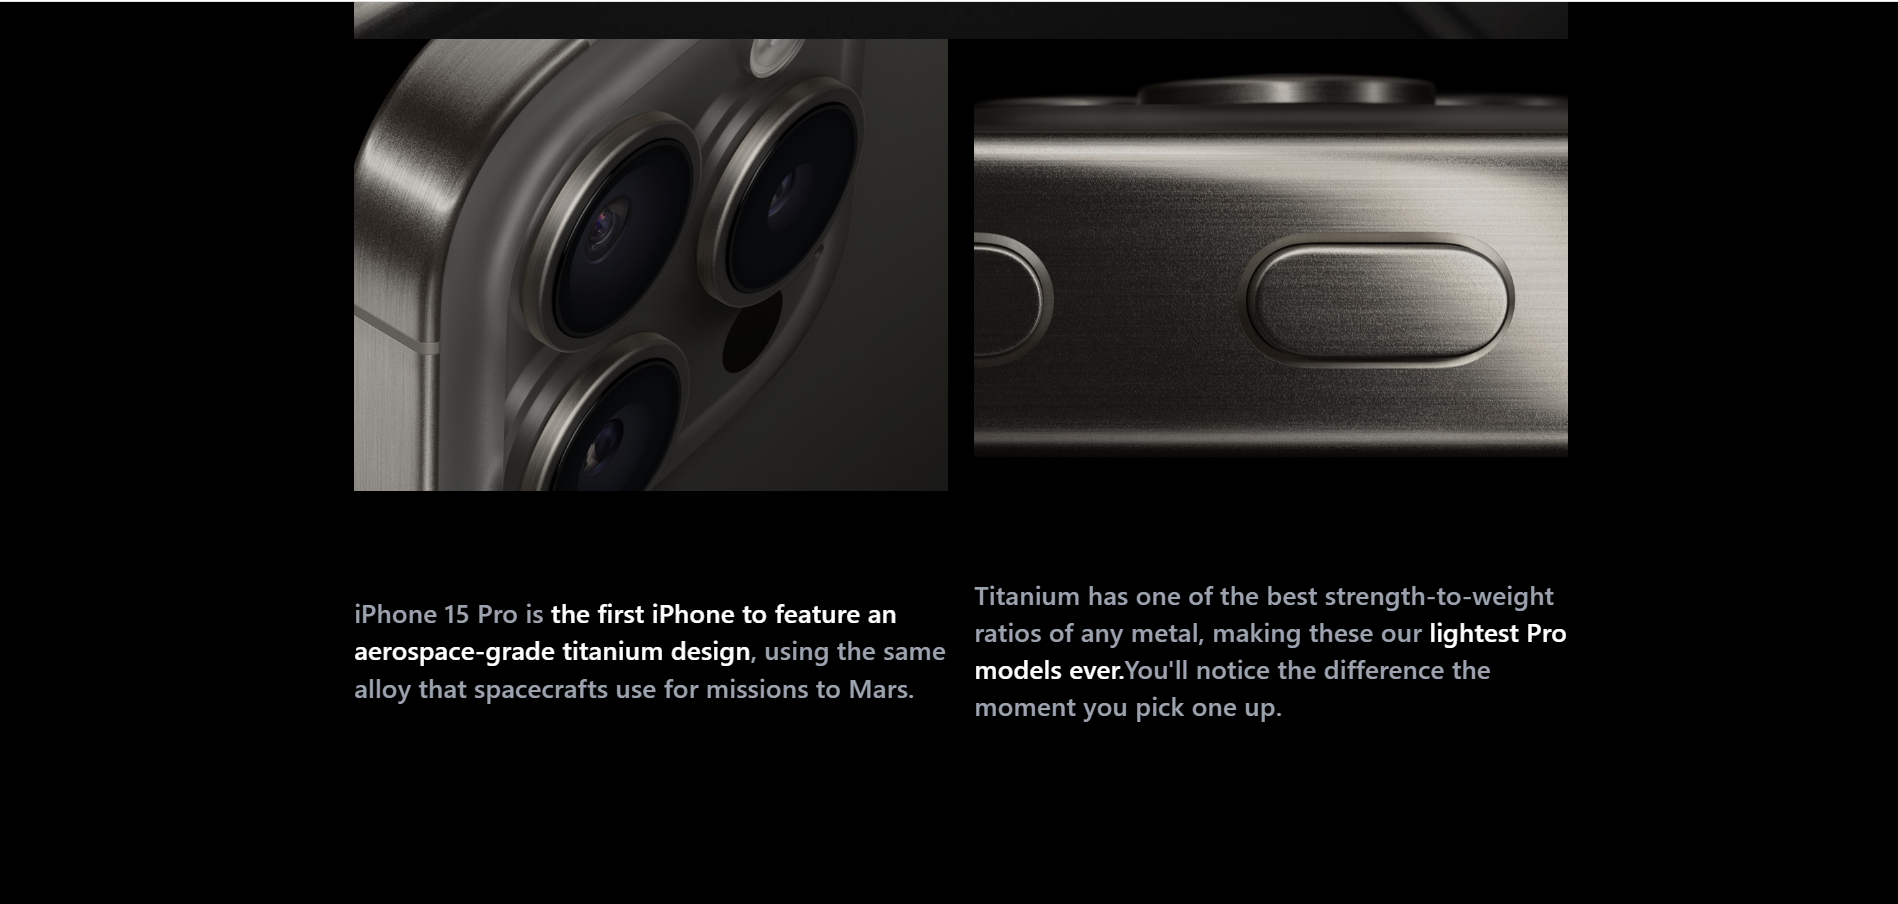 iPhone 15 Pro is the first iPhone to feature an
aerospace-grade titanium design, using the same
alloy that spacecrafts use for missions to Mars.
Titanium has one of the best strength-to-weight
ratios of any metal, making these our lightest Pro
models ever.You'll notice the difference the
moment you pick one up.